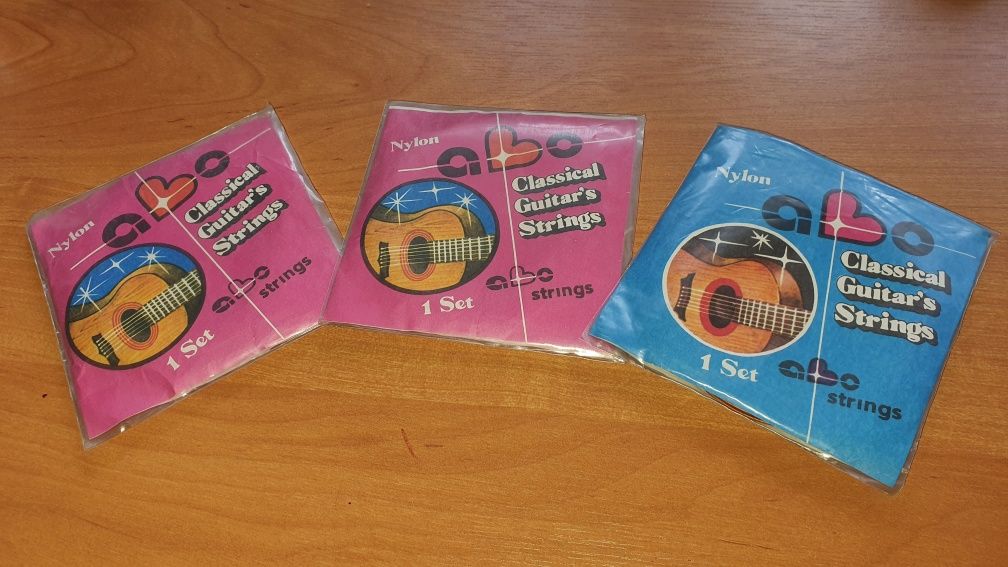 Nylon
abo
Classical
Guitar's
Strings
abo
strings
1 Set
Nylon
abo
Classical
Guitar's
Strings
abo
strings
1 Set
Nylon
abo
Classical
Guitar's
Strings
abo
strings
1 Set